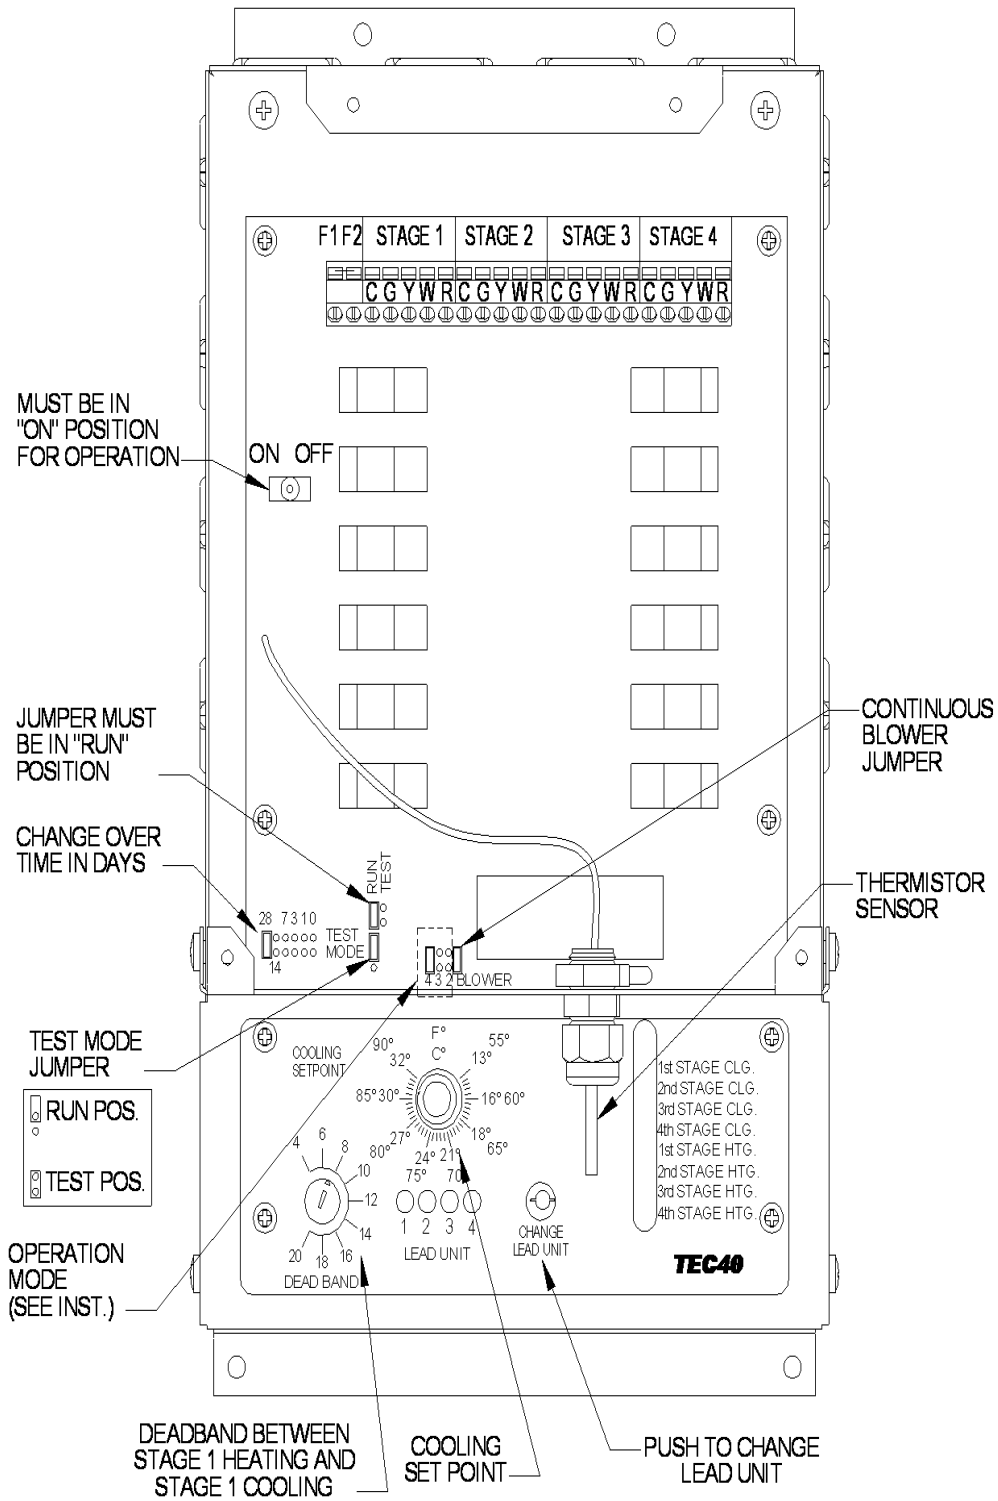 F1 F2 STAGE 1 STAGE 2 STAGE 3 STAGE 4
C G Y W R C G Y W R C G Y W R C G Y W R
MUST BE IN
"ON" POSITION
FOR OPERATION
ON OFF
JUMPER MUST
BE IN "RUN"
POSITION
CONTINUOUS
BLOWER
JUMPER
CHANGE OVER
TIME IN DAYS
RUN
TEST
THERMISTOR
SENSOR
28 7 3 1 0
14
TEST
MODE
4 3 2 BLOWER
TEST MODE
JUMPER
RUN POS.
TEST POS.
OPERATION
MODE
(SEE INST.)
COOLING
SETPOINT
F°
C°
90° 55°
32° 13°
85° 30° 16° 60°
27° 18°
80° 24° 21° 65°
75° 70
4 6 8 10 12 14 16 18 20
DEAD BAND
1 2 3 4
LEAD UNIT
CHANGE
LEAD UNIT
1st STAGE CLG.
2nd STAGE CLG.
3rd STAGE CLG.
4th STAGE CLG.
1st STAGE HTG.
2nd STAGE HTG.
3rd STAGE HTG.
4th STAGE HTG.
TEC40
DEADBAND BETWEEN
STAGE 1 HEATING AND
STAGE 1 COOLING
COOLING
SET POINT
PUSH TO CHANGE
LEAD UNIT